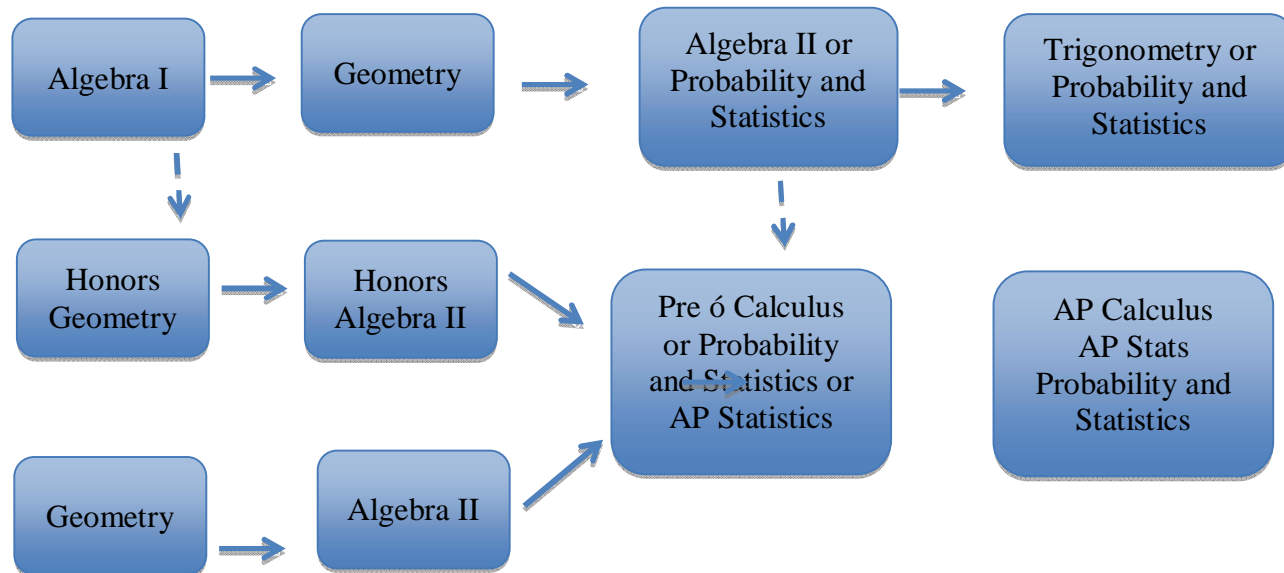 Algebra I
Geometry
Algebra II or
Probability and
Statistics
Trigonometry or
Probability and
Statistics
Honors
Geometry
Honors
Algebra II
Pre ó Calculus
or Probability
and Statistics or
AP Statistics
AP Calculus
AP Stats
Probability and
Statistics
Geometry
Algebra II